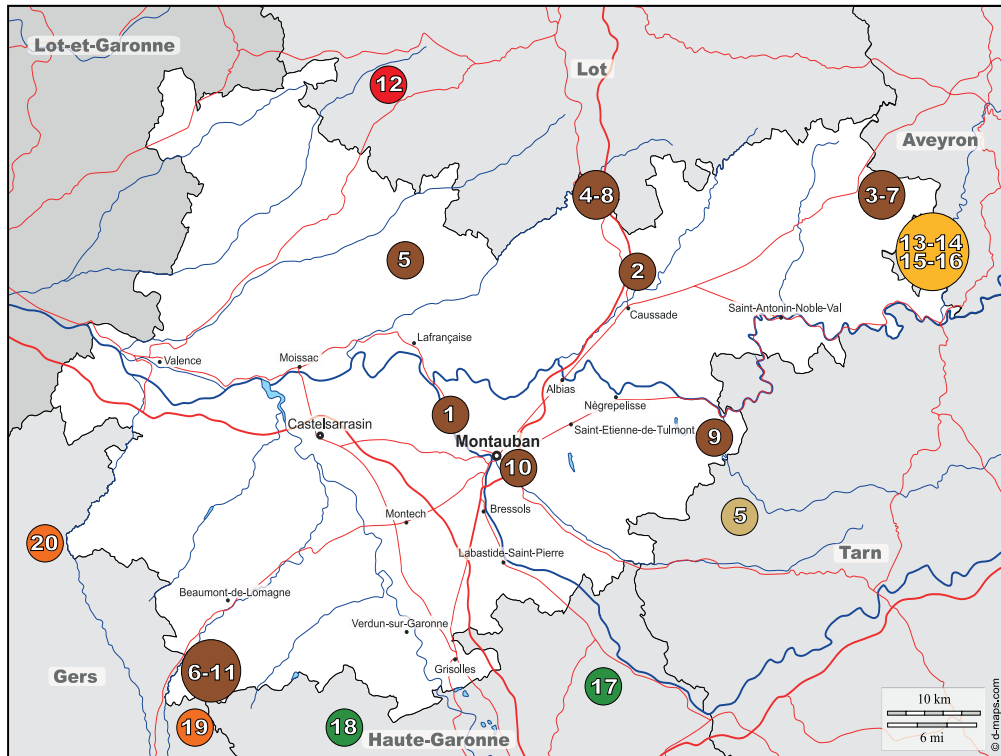 Lot-et-Garonne
Lot
12
Aveyron
4-8
3-7
13-14
15-16
5
2
Saint-Antonin-Noble-Val
Caussade
Lafrançaise
Valence
Moissac
Albias
Nègrepelisse
1
Castelsarrasin
Saint-Etienne-de-Tulmont
9
Montauban
10
Bressols
5
Montech
20
Labastide-Saint-Pierre
Tarn
Beaumont-de-Lomagne
Verdun-sur-Garonne
Grisolles
6-11
Gers
17
19
18
Haute-Garonne
10 km
6 mi
© d-maps.com